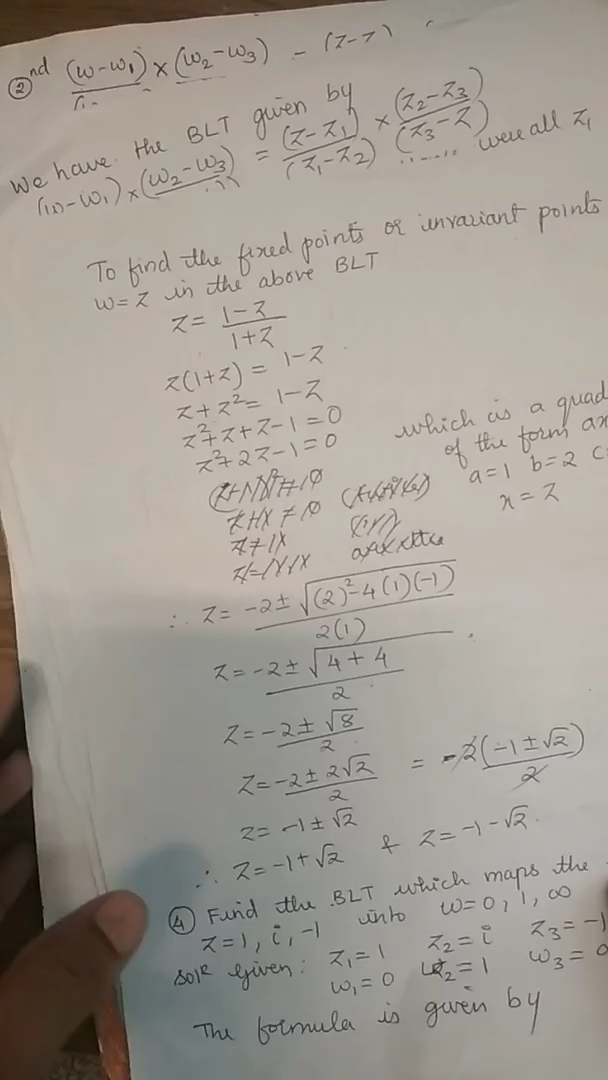 ② nd (w-w₁) × (w₂-w₃) - (z-z)
We have the BLT given by
(w-w₁) × (w₂-w₃) = (z-z₁)/(z₁-z₂) × (z₂-z₃)/(z₃-z) ....... were all z₁
To find the fixed points or invariant points
w=z in the above BLT
z = (1-z)/(1+z)
z(1+z) = 1-z
z+z² = 1-z
z²+z+z-1=0
z²+2z-1=0 which is a quad
of the form ax
a=1 b=2 c=
x=z
∴ z = (-2±√((2)²-4(1)(-1)))/(2(1))
z = (-2±√(4+4))/2
z = (-2±√8)/2
z = (-2±2√2)/2 = 2(-1±√2)/2
z = -1±√2
∴ z = -1+√2 & z = -1-√2.
④ Find the BLT which maps the
z=1, i, -1 into w=0, 1, ∞
Given: z₁=1 z₂=i z₃=-1
w₁=0 w₂=1 w₃=
The formula is given by